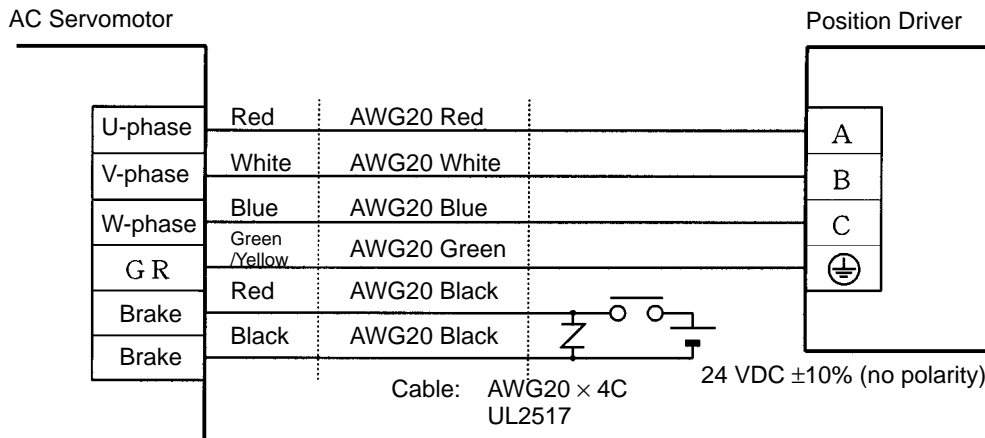 AC Servomotor
Position Driver
U-phase Red AWG20 Red A
V-phase White AWG20 White B
W-phase Blue AWG20 Blue C
GR Green
/Yellow AWG20 Green
Brake Red AWG20 Black
Brake Black AWG20 Black
24 VDC ±10% (no polarity)
Cable: AWG20 × 4C
UL2517